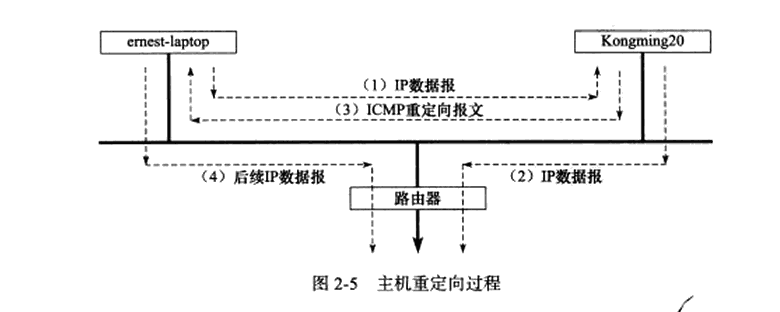 ernest-laptop
Kongming20
（1）IP数据报
（3）ICMP重定向报文
（4）后续IP数据报
（2）IP数据报
路由器
图 2-5 主机重定向过程